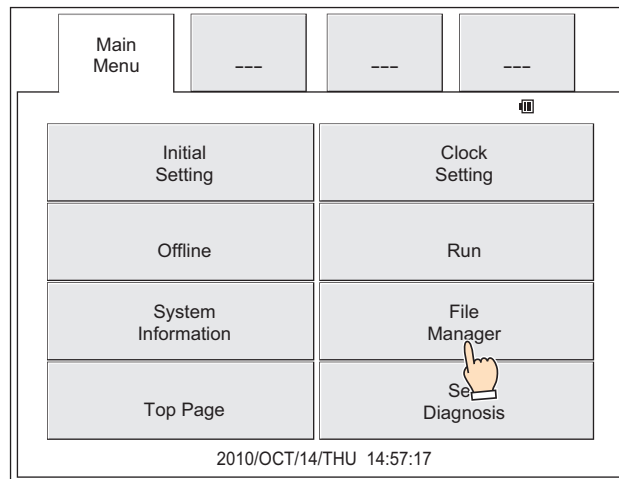 Main
Menu
---
---
---
Initial
Setting
Clock
Setting
Offline
Run
System
Information
File
Manager
Top Page
Se
Diagnosis
2010/OCT/14/THU 14:57:17